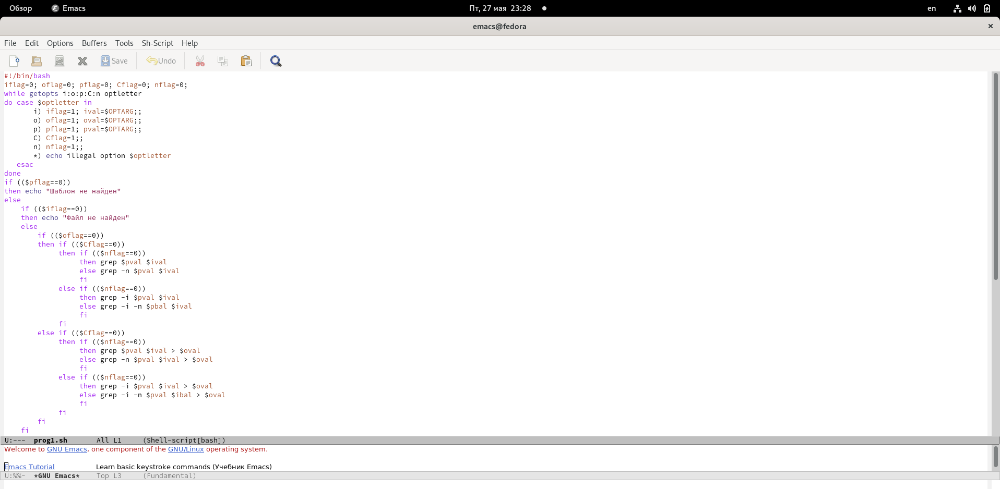 Обзор Emacs Пт, 27 мая 23:28 en
emacs@fedora
File Edit Options Buffers Tools Sh-Script Help
Save Undo
#!/bin/bash
iflag=0; oflag=0; pflag=0; Cflag=0; nflag=0;
while getopts i:o:p:C:n optletter
do case $optletter in
       i) iflag=1; ival=$OPTARG;;
       o) oflag=1; oval=$OPTARG;;
       p) pflag=1; pval=$OPTARG;;
       C) Cflag=1;;
       n) nflag=1;;
       *) echo illegal option $optletter
   esac
done
if (($pflag==0))
then echo "Шаблон не найден"
else
    if (($iflag==0))
    then echo "Файл не найден"
    else
        if (($oflag==0))
        then if (($Cflag==0))
             then if (($nflag==0))
                  then grep $pval $ival
                  else grep -n $pval $ival
                  fi
             else if (($nflag==0))
                  then grep -i $pval $ival
                  else grep -i -n $pbal $ival
                  fi
             fi
        else if (($Cflag==0))
             then if (($nflag==0))
                  then grep $pval $ival > $oval
                  else grep -n $pval $ival > $oval
                  fi
             else if (($nflag==0))
                  then grep -i $pval $ival > $oval
                  else grep -i -n $pval $ibal > $oval
                  fi
             fi
        fi
    fi
U:---  prog1.sh       All L1     (Shell-script[bash])
Welcome to GNU Emacs, one component of the GNU/Linux operating system.
Emacs Tutorial Learn basic keystroke commands (Учебник Emacs)
U:%%-  *GNU Emacs*    Top L3     (Fundamental)